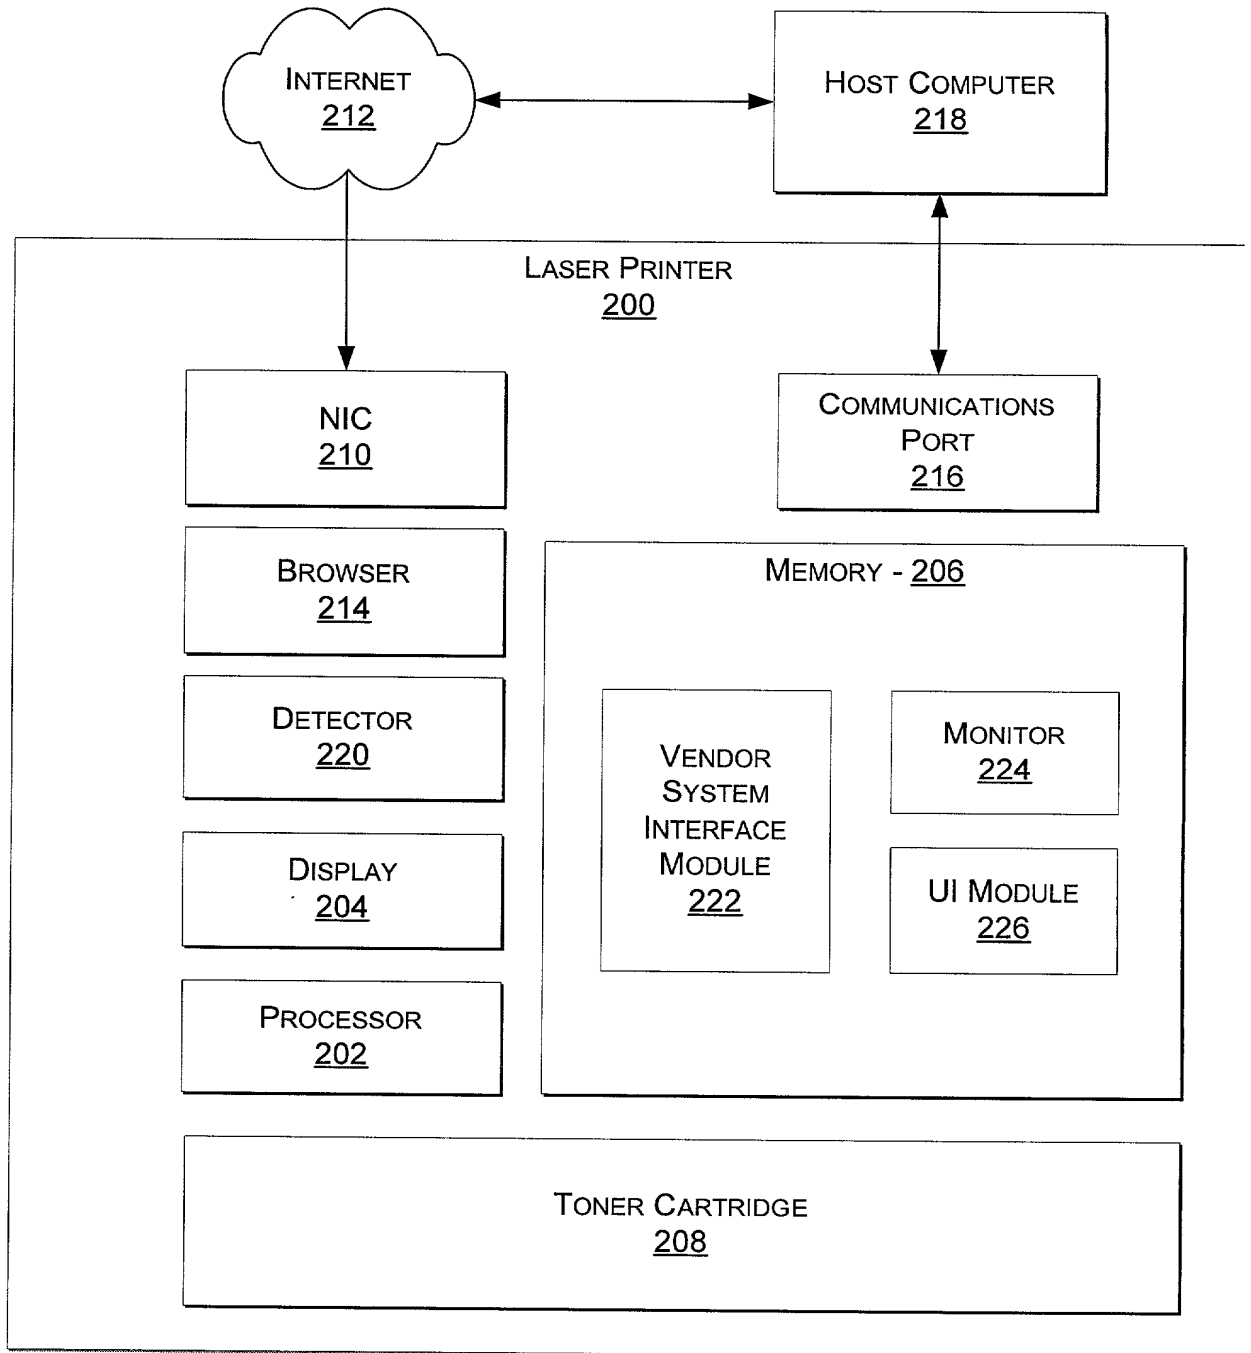 INTERNET
212
HOST COMPUTER
218
LASER PRINTER
200
NIC
210
COMMUNICATIONS
PORT
216
BROWSER
214
MEMORY - 206
DETECTOR
220
VENDOR
SYSTEM
INTERFACE
MODULE
222
MONITOR
224
DISPLAY
204
UI MODULE
226
PROCESSOR
202
TONER CARTRIDGE
208